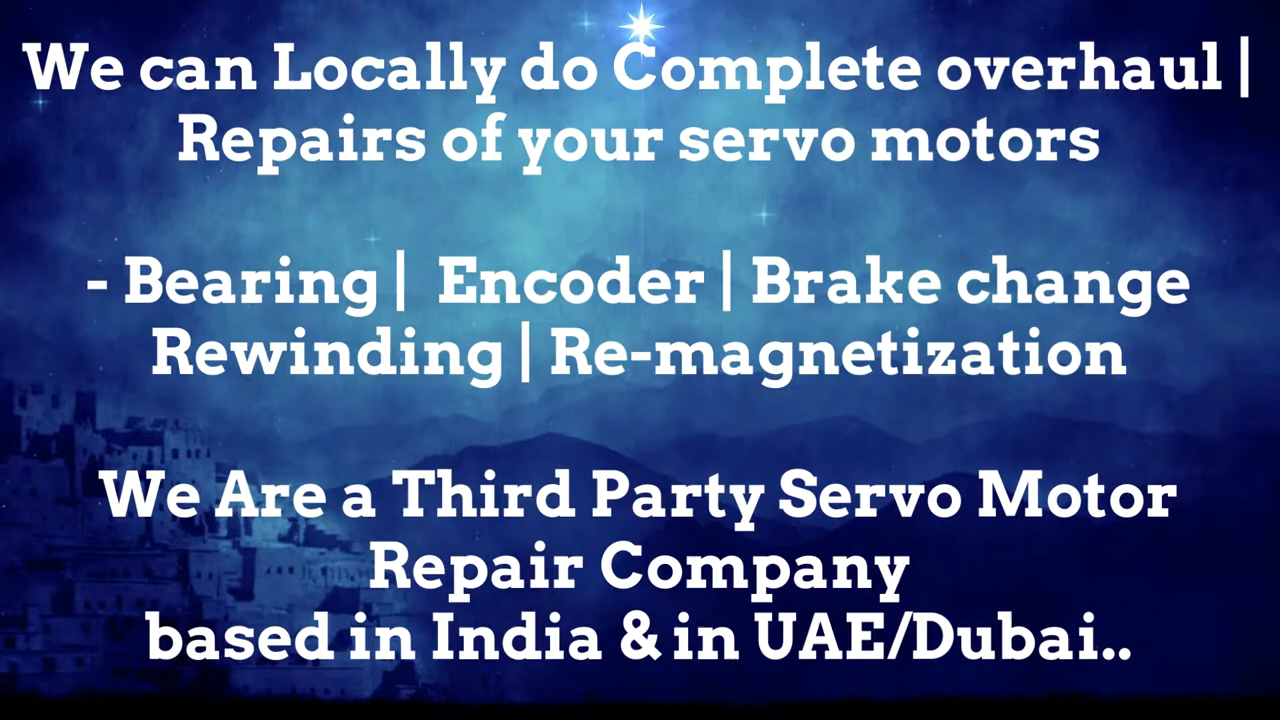 We can Locally do Complete overhaul |
Repairs of your servo motors
- Bearing | Encoder | Brake change
Rewinding | Re-magnetization
We Are a Third Party Servo Motor
Repair Company
based in India & in UAE/Dubai..